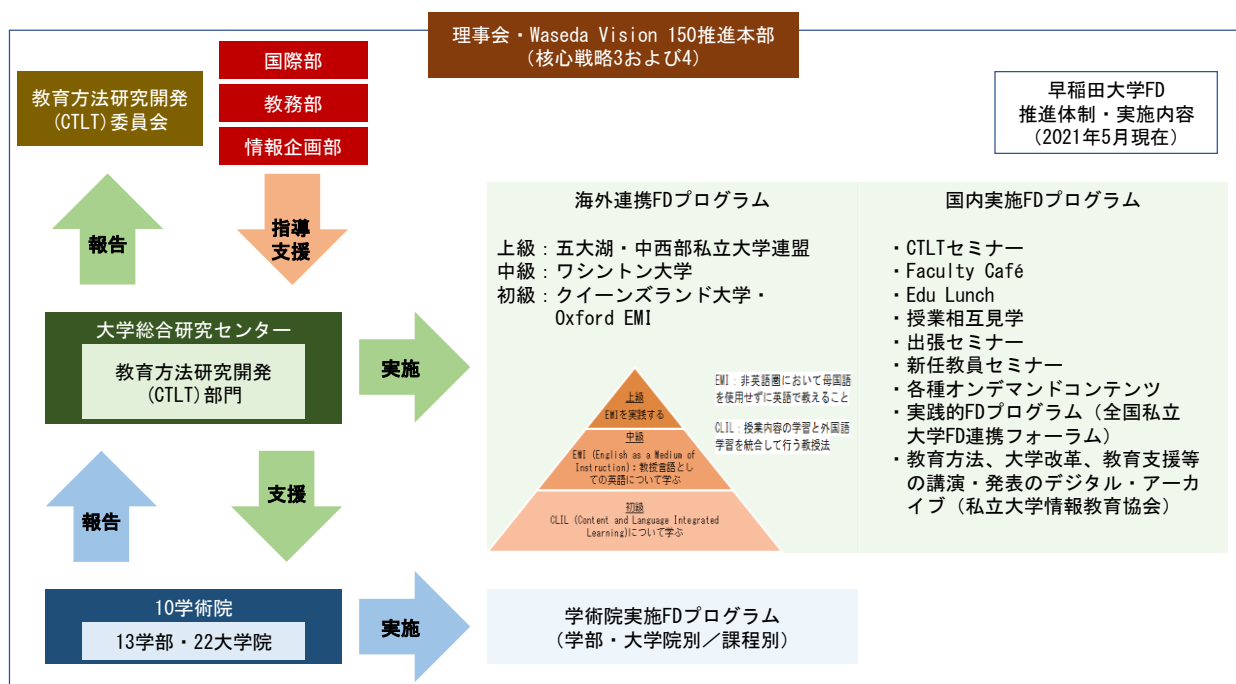 理事会・Waseda Vision 150推進本部
（核心戦略3および4）
国際部
教務部
情報企画部
教育方法研究開発
(CTLT)委員会
早稲田大学FD
推進体制・実施内容
（2021年5月現在）
報告
指導
支援
大学総合研究センター
教育方法研究開発
(CTLT)部門
実施
海外連携FDプログラム
上級：五大湖・中西部私立大学連盟
中級：ワシントン大学
初級：クイーンズランド大学・
Oxford EMI
上級
EMIを実践する
中級
EMI (English as a Medium of
Instruction)：教授言語とし
ての英語について学ぶ
初級
CLIL (Content and Language Integrated
Learning)について学ぶ
EMI：非英語圏において母国語
を使用せずに英語で教えること
CLIL：授業内容の学習と外国語
学習を統合して行う教授法
国内実施FDプログラム
・CTLTセミナー
・Faculty Café
・Edu Lunch
・授業相互見学
・出張セミナー
・新任教員セミナー
・各種オンデマンドコンテンツ
・実践的FDプログラム（全国私立
大学FD連携フォーラム）
・教育方法、大学改革、教育支援等
の講演・発表のデジタル・アーカ
イブ（私立大学情報教育協会）
報告
支援
10学術院
13学部・22大学院
実施
学術院実施FDプログラム
（学部・大学院別／課程別）